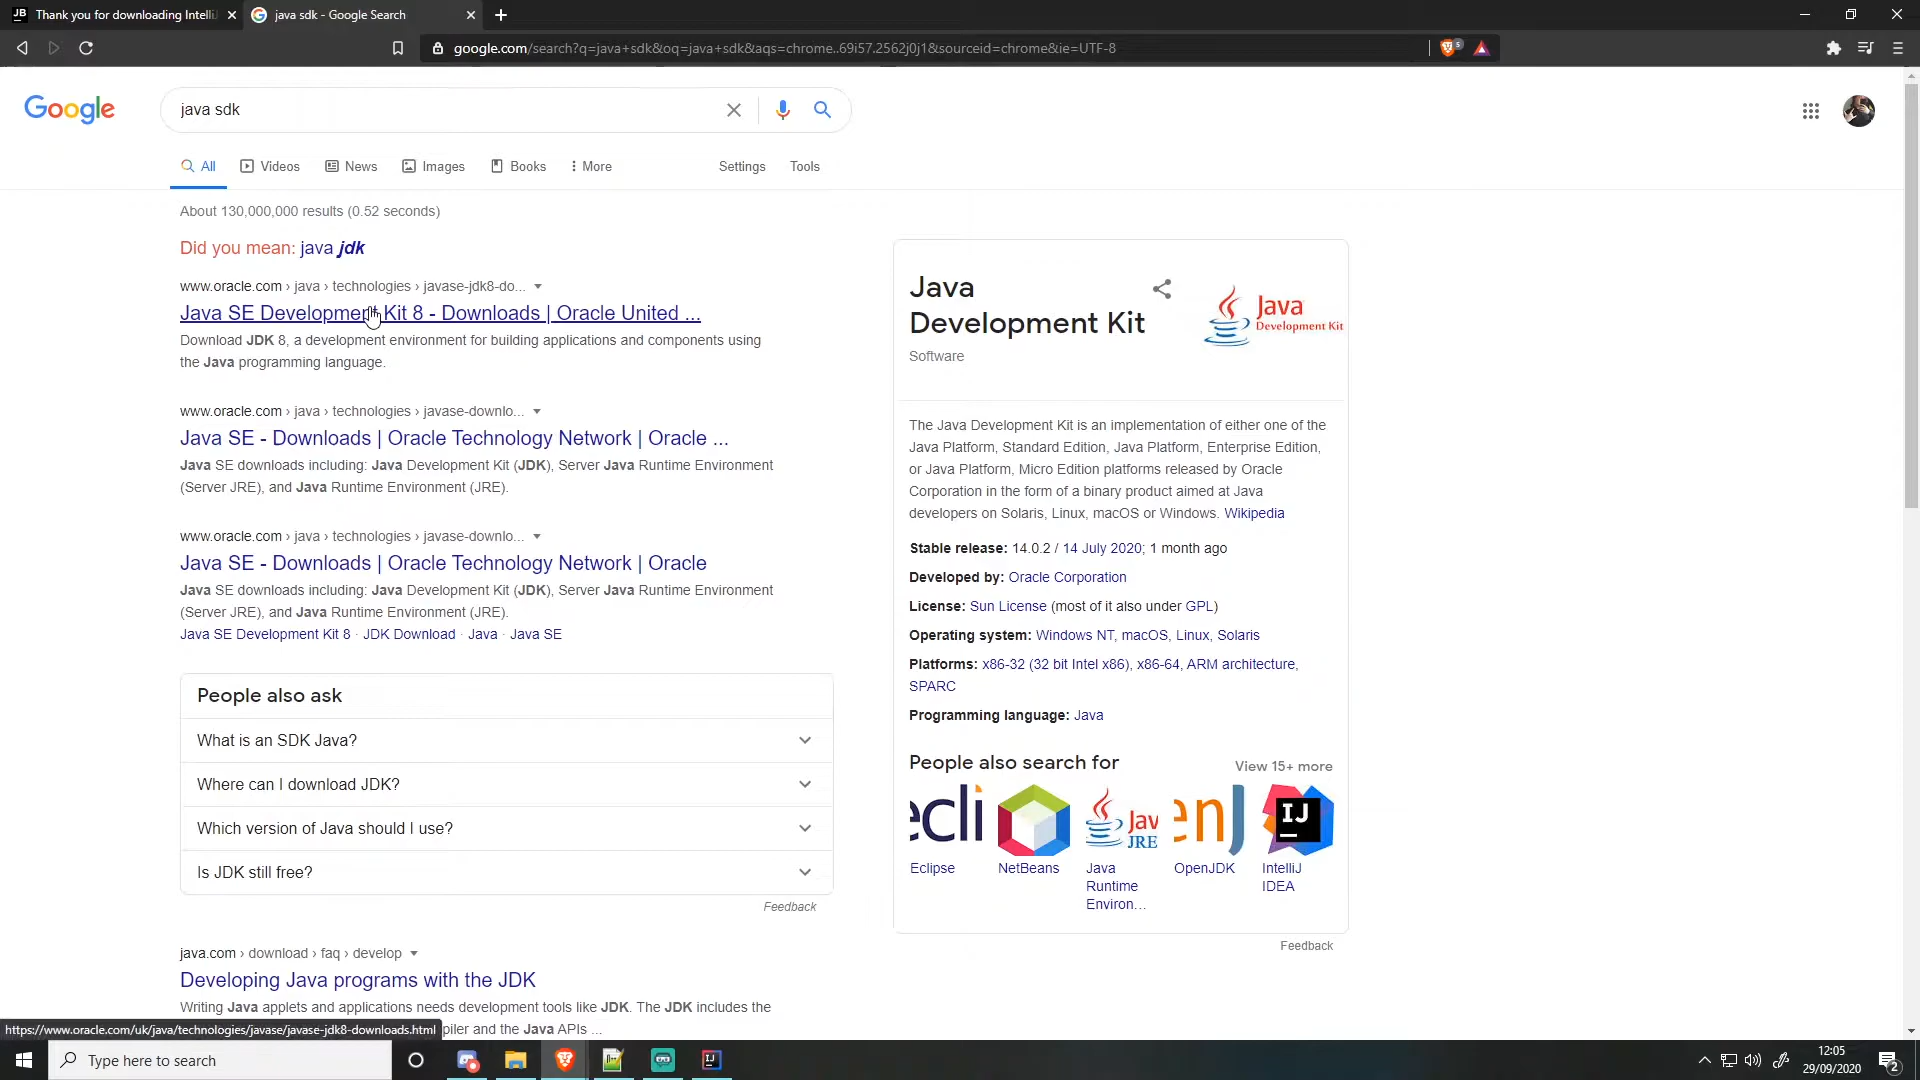 JB Thank you for downloading IntelliJ
java sdk - Google Search
google.com/search?q=java+sdk&oq=java+sdk&aqs=chrome..69i57.2562j0j1&sourceid=chrome&ie=UTF-8
5
Google
java sdk
All Videos News Images Books More Settings Tools
About 130,000,000 results (0.52 seconds)
Did you mean: java jdk
www.oracle.com › java › technologies › javase-jdk8-do...
Java SE Development Kit 8 - Downloads | Oracle United ...
Download JDK 8, a development environment for building applications and components using
the Java programming language.
www.oracle.com › java › technologies › javase-downlo...
Java SE - Downloads | Oracle Technology Network | Oracle ...
Java SE downloads including: Java Development Kit (JDK), Server Java Runtime Environment
(Server JRE), and Java Runtime Environment (JRE).
www.oracle.com › java › technologies › javase-downlo...
Java SE - Downloads | Oracle Technology Network | Oracle
Java SE downloads including: Java Development Kit (JDK), Server Java Runtime Environment
(Server JRE), and Java Runtime Environment (JRE).
Java SE Development Kit 8 · JDK Download · Java · Java SE
People also ask
What is an SDK Java?
Where can I download JDK?
Which version of Java should I use?
Is JDK still free?
Feedback
java.com › download › faq › develop
Developing Java programs with the JDK
Writing Java applets and applications needs development tools like JDK. The JDK includes the
piler and the Java APIs ...
https://www.oracle.com/uk/java/technologies/javase/javase-jdk8-downloads.html
Java
Development Kit
Software
Java
Development Kit
The Java Development Kit is an implementation of either one of the
Java Platform, Standard Edition, Java Platform, Enterprise Edition,
or Java Platform, Micro Edition platforms released by Oracle
Corporation in the form of a binary product aimed at Java
developers on Solaris, Linux, macOS or Windows. Wikipedia
Stable release: 14.0.2 / 14 July 2020; 1 month ago
Developed by: Oracle Corporation
License: Sun License (most of it also under GPL)
Operating system: Windows NT, macOS, Linux, Solaris
Platforms: x86-32 (32 bit Intel x86), x86-64, ARM architecture,
SPARC
Programming language: Java
People also search for
View 15+ more
ecli
Jav
JRE
enJ
IJ
Eclipse
NetBeans
Java
Runtime
Environ...
OpenJDK
IntelliJ
IDEA
Feedback
Type here to search
IJ
12:05
29/09/2020
2